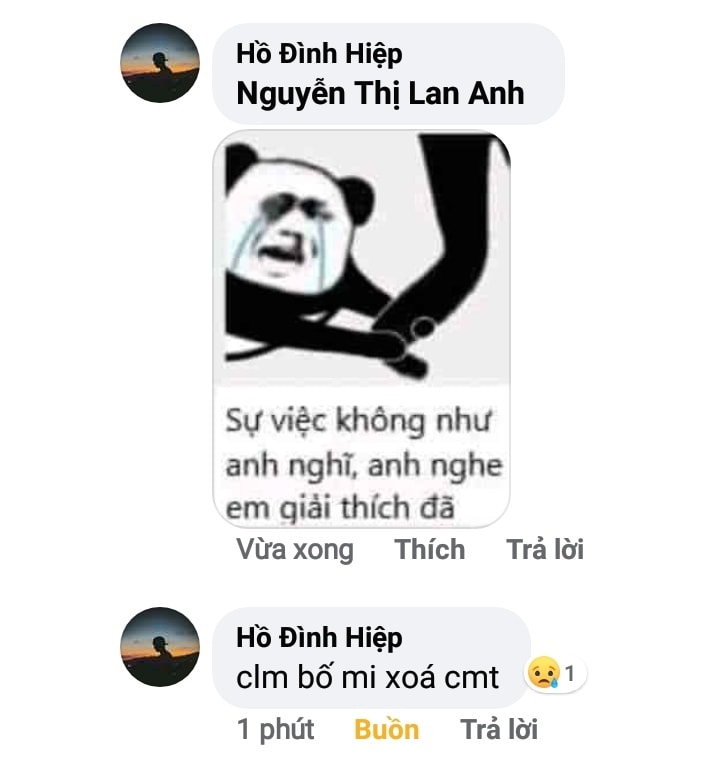 Hồ Đình Hiệp
Nguyễn Thị Lan Anh
Sự việc không như
anh nghĩ, anh nghe
em giải thích đã
Vừa xong Thích Trả lời
Hồ Đình Hiệp
clm bố mi xoá cmt
1
1 phút Buồn Trả lời